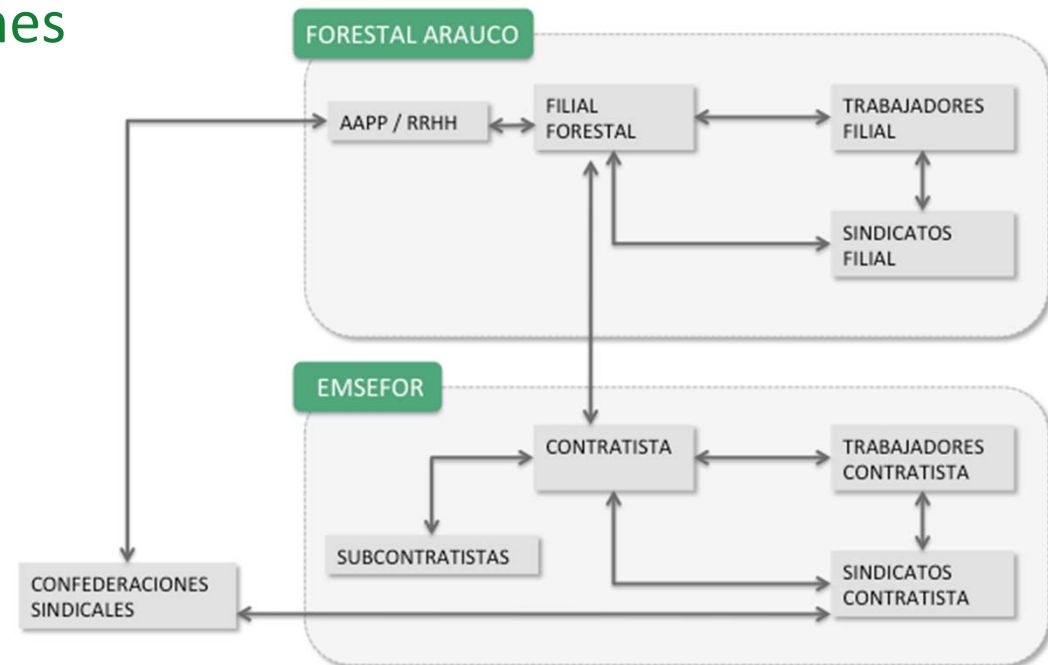 nes
FORESTAL ARAUCO
AAPP / RRHH
FILIAL
FORESTAL
TRABAJADORES
FILIAL
SINDICATOS
FILIAL
EMSEFOR
CONTRATISTA
TRABAJADORES
CONTRATISTA
SUBCONTRATISTAS
SINDICATOS
CONTRATISTA
CONFEDERACIONES
SINDICALES